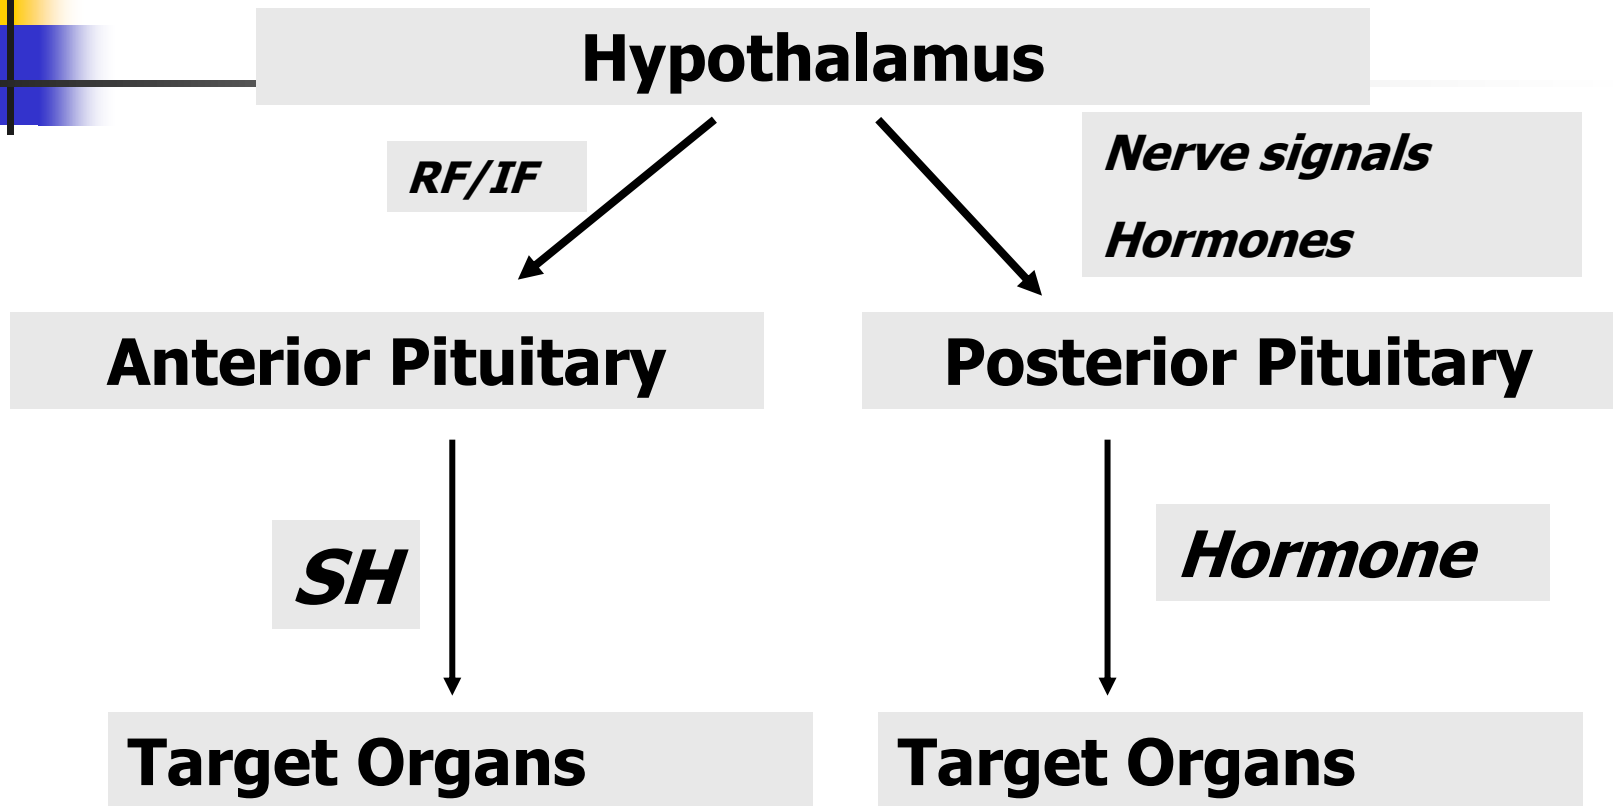 Hypothalamus
RF/IF
Nerve signals
Hormones
Anterior Pituitary
Posterior Pituitary
SH
Hormone
Target Organs
Target Organs